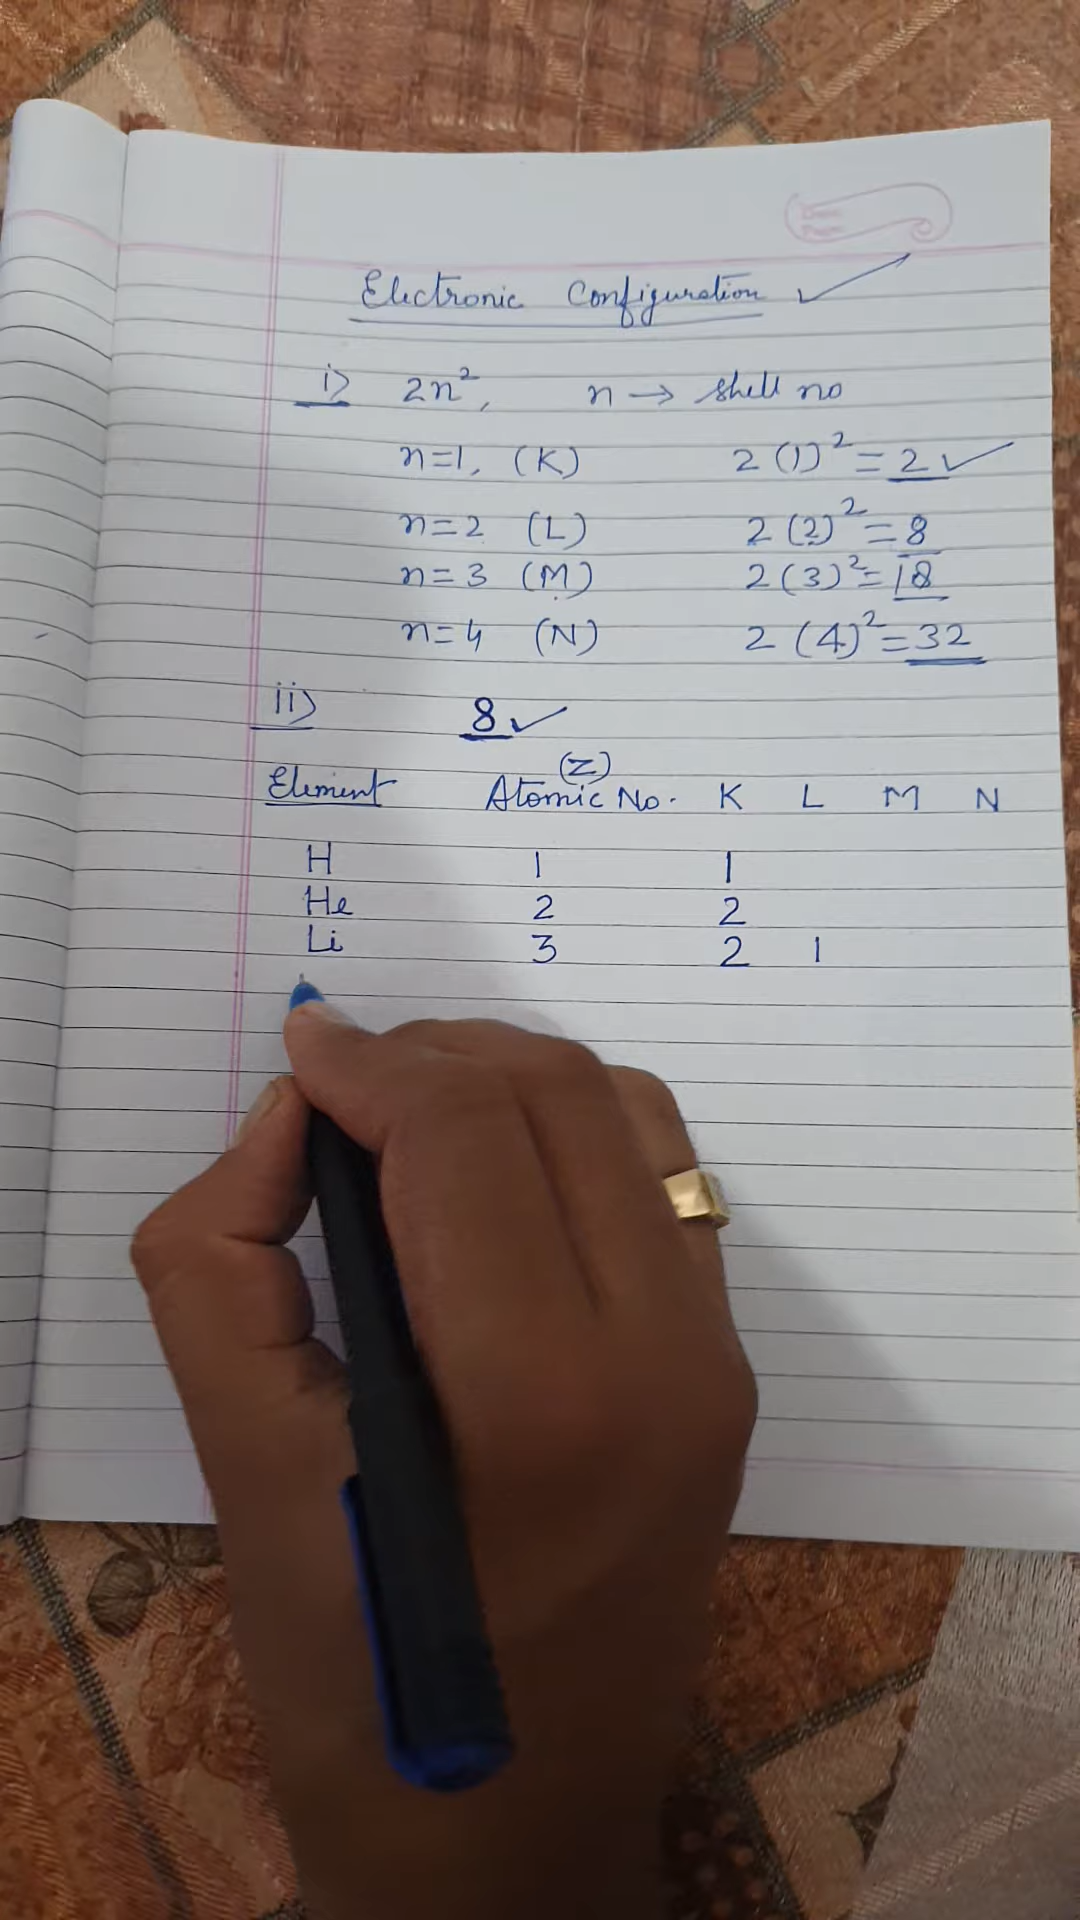 Electronic Configuration ✓
i) 2n², n → shell no
n=1, (K) 2 (1)² = 2 ✓
n=2 (L) 2 (2)² = 8
n=3 (M) 2 (3)² = 18
n=4 (N) 2 (4)² = 32
ii) 8 ✓
(Z)
Element Atomic No. K L M N
H 1 1
He 2 2
Li 3 2 1